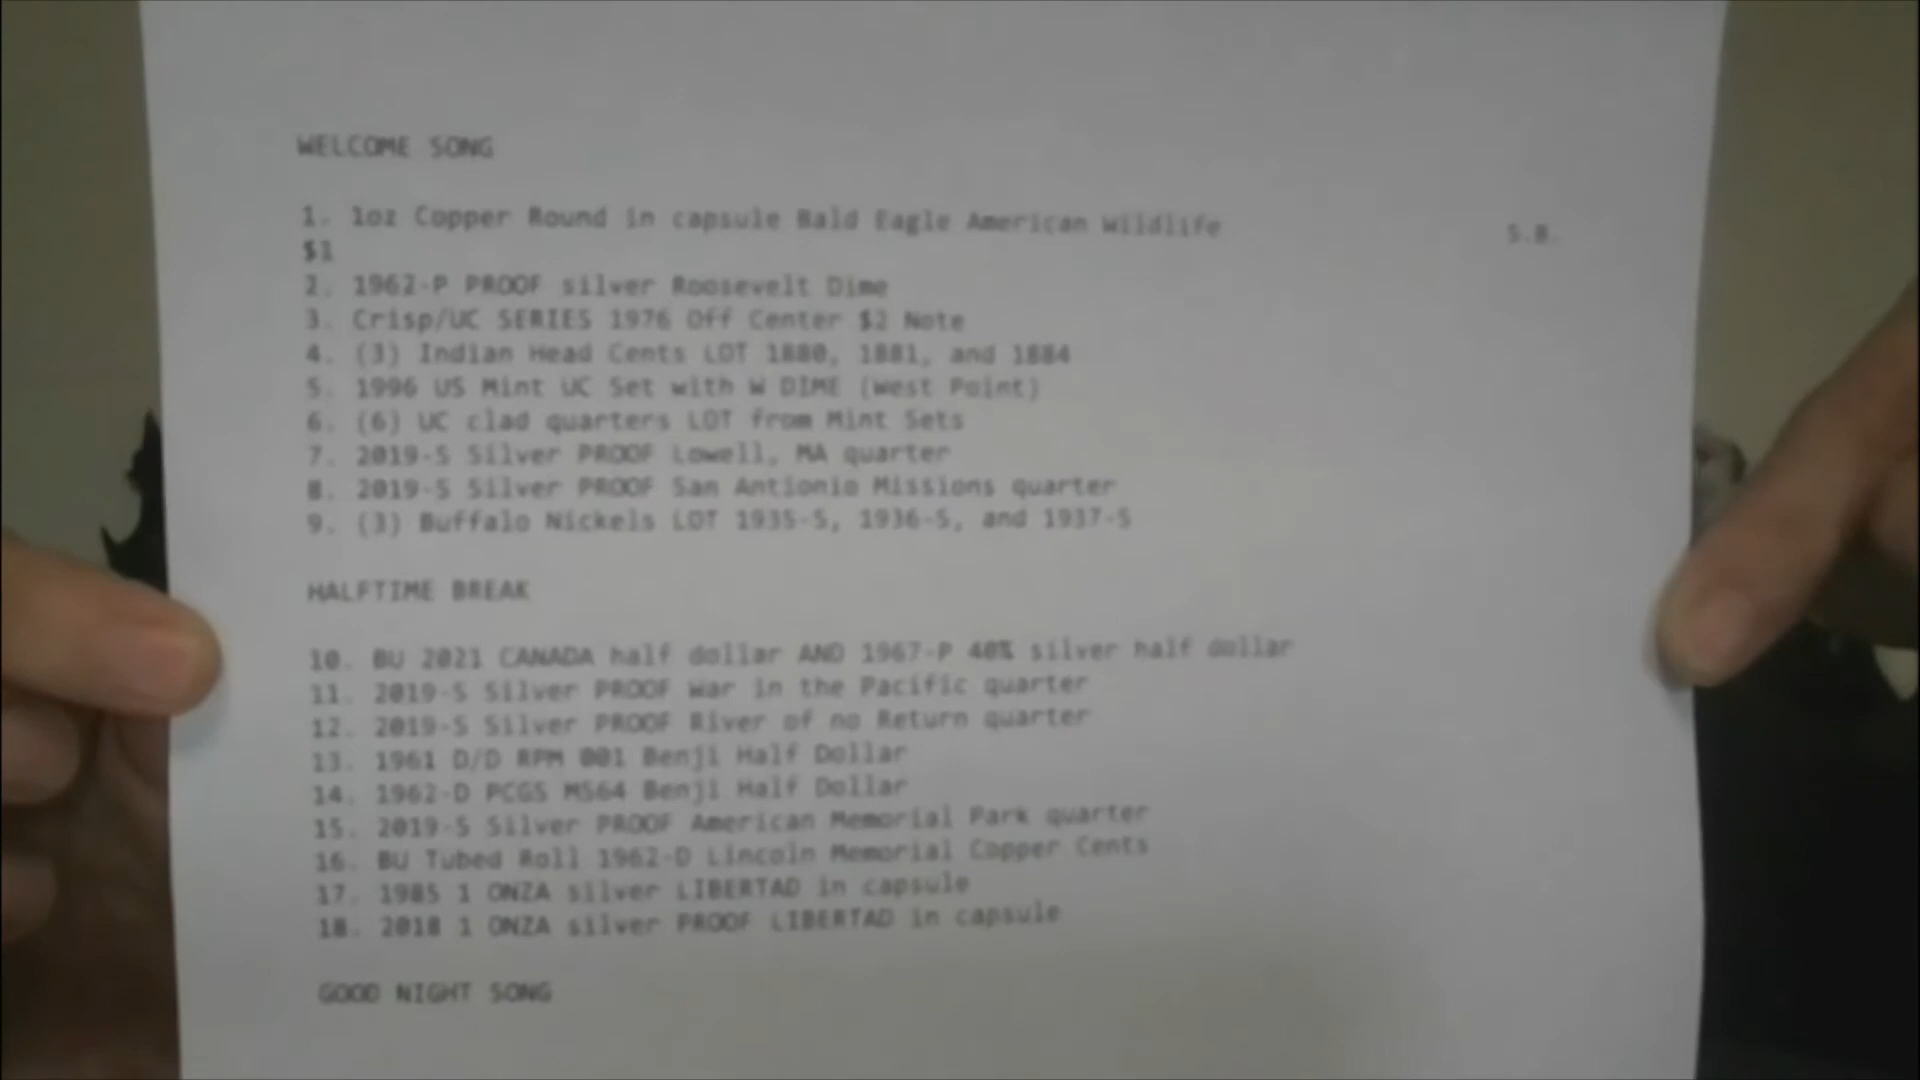 WELCOME SONG
1. 1oz Copper Round in capsule Bald Eagle American Wildlife S.B.
$1
2. 1962-P PROOF silver Roosevelt Dime
3. Crisp/UC SERIES 1976 Off Center $2 Note
4. (3) Indian Head Cents LOT 1880, 1881, and 1884
5. 1996 US Mint UC Set with W DIME (West Point)
6. (6) UC clad quarters LOT from Mint Sets
7. 2019-S Silver PROOF Lowell, MA quarter
8. 2019-S Silver PROOF San Antionio Missions quarter
9. (3) Buffalo Nickels LOT 1935-S, 1936-S, and 1937-S
HALFTIME BREAK
10. BU 2021 CANADA half dollar AND 1967-P 40% silver half dollar
11. 2019-S Silver PROOF War in the Pacific quarter
12. 2019-S Silver PROOF River of no Return quarter
13. 1961 D/D RPM 001 Benji Half Dollar
14. 1962-D PCGS MS64 Benji Half Dollar
15. 2019-S Silver PROOF American Memorial Park quarter
16. BU Tubed Roll 1962-D Lincoln Memorial Copper Cents
17. 1985 1 ONZA silver LIBERTAD in capsule
18. 2018 1 ONZA silver PROOF LIBERTAD in capsule
GOOD NIGHT SONG